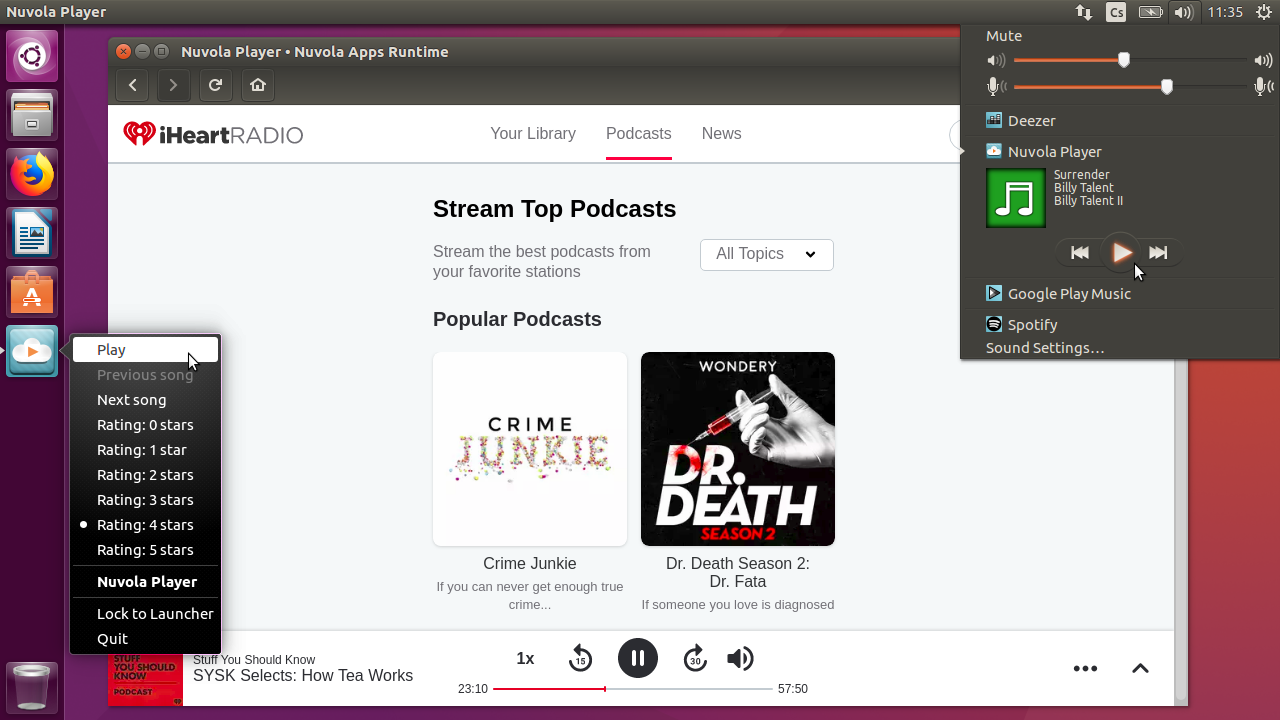 Nuvola Player
Cs
11:35
Nuvola Player • Nuvola Apps Runtime
iHeartRADIO
Your Library
Podcasts
News
Stream Top Podcasts
Stream the best podcasts from
your favorite stations
All Topics
Popular Podcasts
CRIME
JUNKIE
WONDERY
DR.
DEATH
SEASON 2
Crime Junkie
If you can never get enough true
crime...
Dr. Death Season 2:
Dr. Fata
If someone you love is diagnosed
Mute
Deezer
Nuvola Player
Surrender
Billy Talent
Billy Talent II
Google Play Music
Spotify
Sound Settings…
Play
Previous song
Next song
Rating: 0 stars
Rating: 1 star
Rating: 2 stars
Rating: 3 stars
Rating: 4 stars
Rating: 5 stars
Nuvola Player
Lock to Launcher
Quit
STUFF
YOU SHOULD
KNOW
PODCAST
Stuff You Should Know
SYSK Selects: How Tea Works
1x
15
30
23:10
57:50